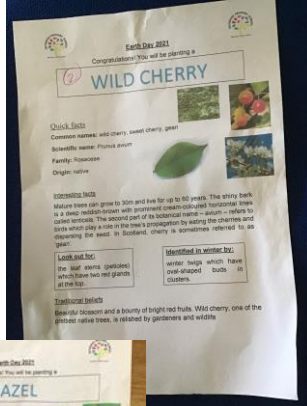 Earth Day 2021
Congratulations! You will be planting a
2
WILD CHERRY
Quick facts
Common names: wild cherry, sweet cherry, gean
Scientific name: Prunus avium
Family: Rosaceae
Origin: native
Interesting facts
Mature trees can grow to 30m and live for up to 60 years. The shiny bark
is a deep reddish-brown with prominent cream-coloured horizontal lines
called lenticels. The second part of its botanical name – avium – refers to
birds which play a role in the tree's propagation by eating the cherries and
dispersing the seed. In Scotland, cherry is sometimes referred to as
'gean'.
Look out for:
the leaf stems (petioles)
which have two red glands
at the top.
Identified in winter by:
winter twigs which have
oval-shaped buds in
clusters.
Traditional beliefs
Beautiful blossom and a bounty of bright red fruits. Wild cherry, one of the
prettiest native trees, is relished by gardeners and wildlife
Earth Day 2021
s! You will be planting a
AZEL